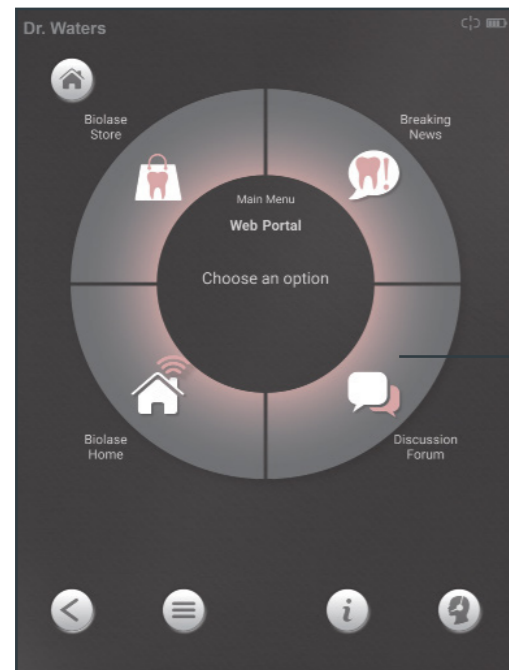 Dr. Waters
Biolase
Store
Breaking
News
Main Menu
Web Portal
Choose an option
Biolase
Home
Discussion
Forum